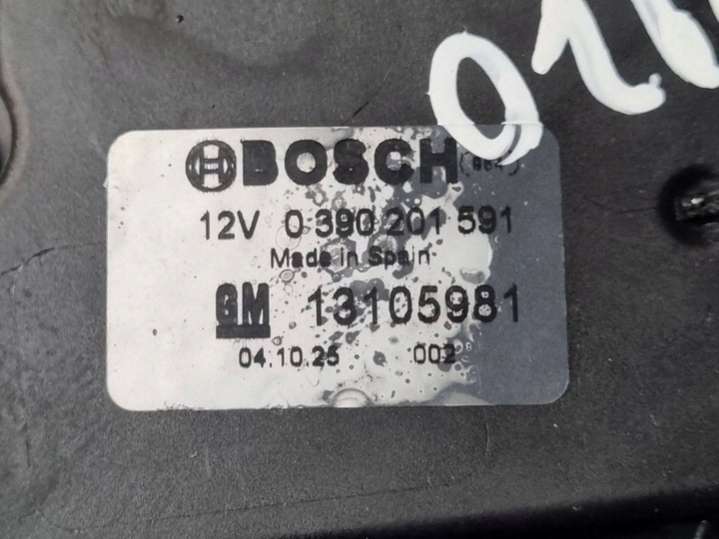 BOSCH
12V 0 390 201 591
Made in Spain
GM 13105981
04.10.25 002